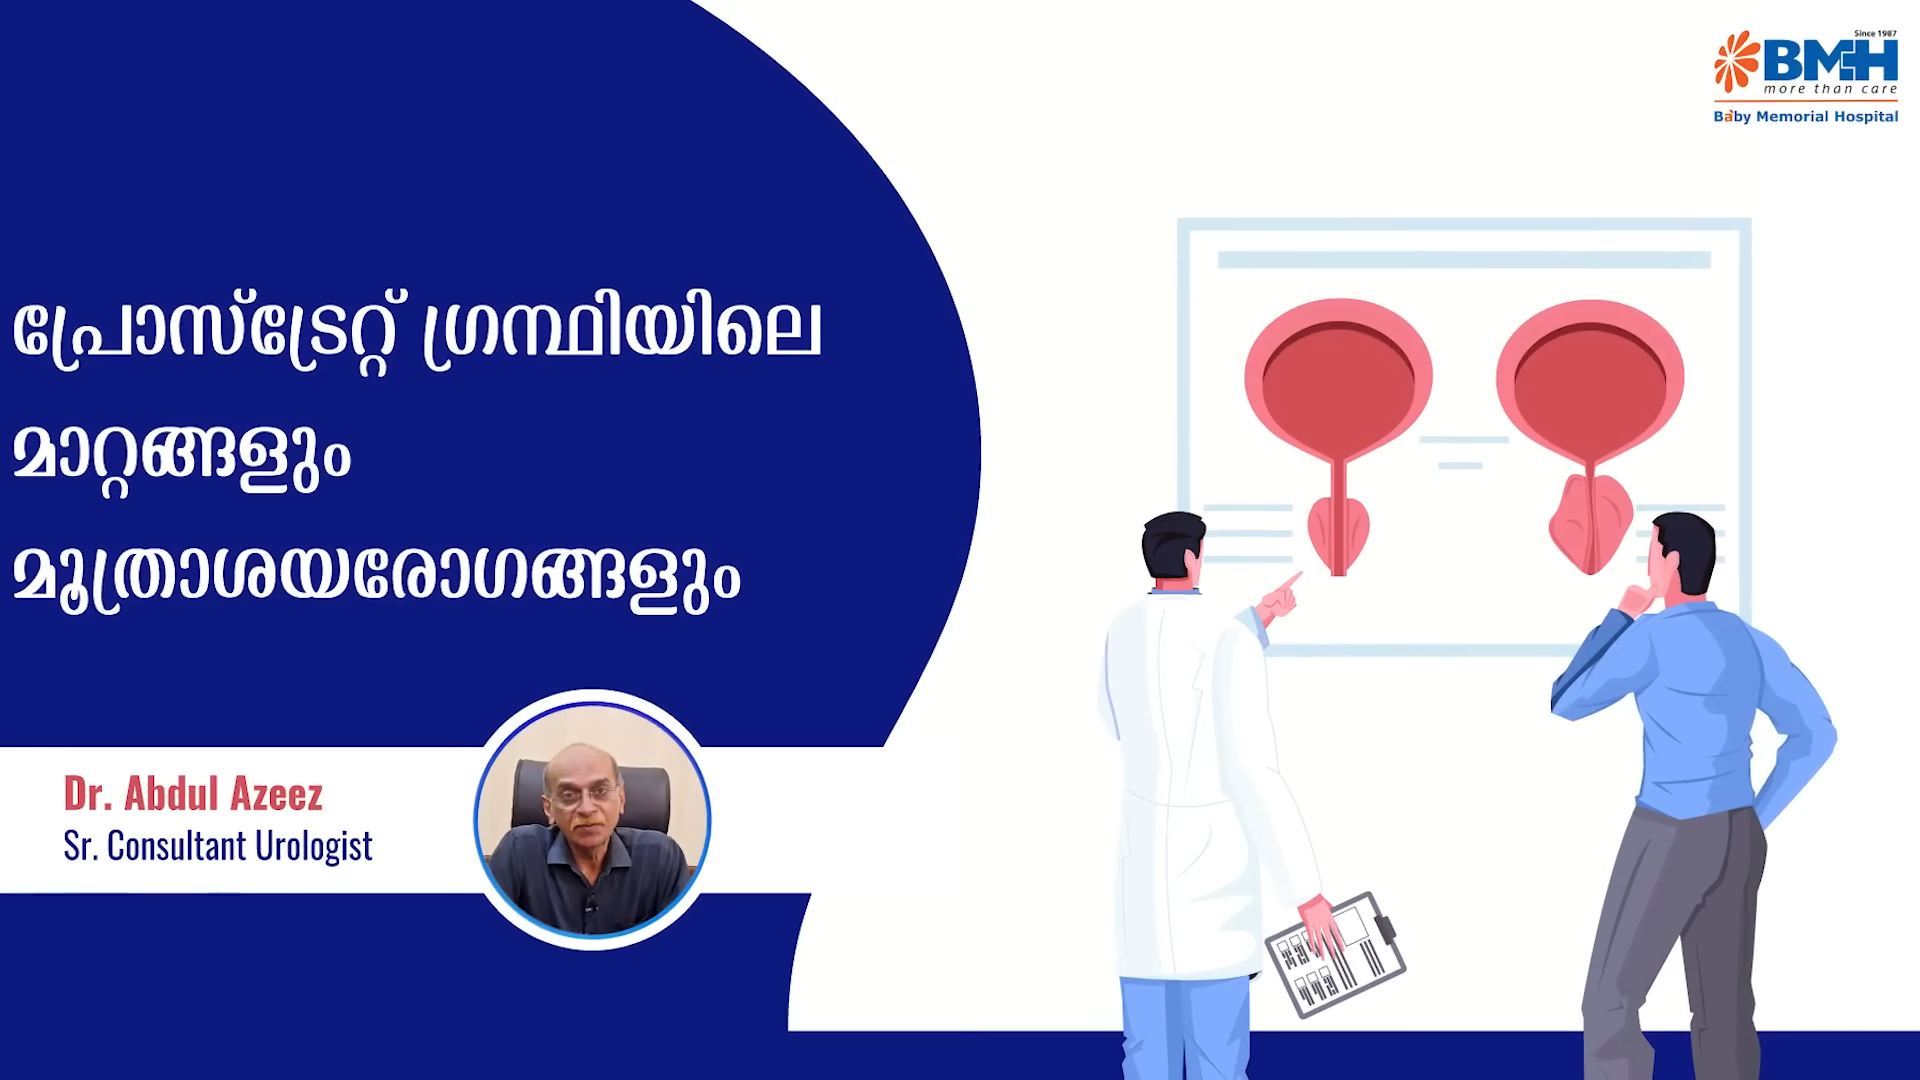 Since 1987
BMH
more than care
Baby Memorial Hospital
പ്രോസ്ട്രേറ്റ് ഗ്രന്ഥിയിലെ
മാറ്റങ്ങളും
മൂത്രാശയരോഗങ്ങളും
Dr. Abdul Azeez
Sr. Consultant Urologist